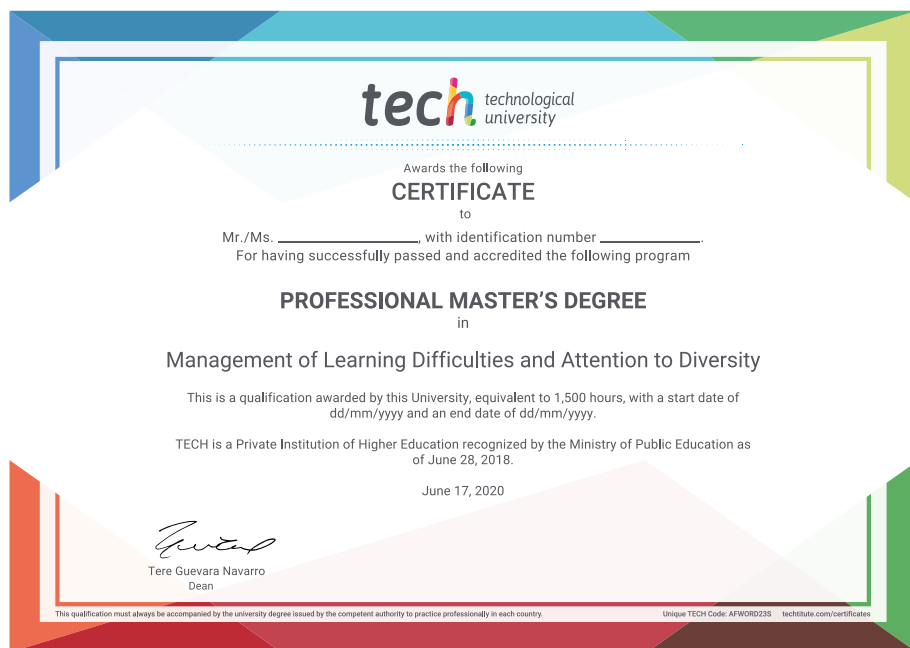 tech technological
university
Awards the following
CERTIFICATE
to
Mr./Ms. ____________________, with identification number ______________.
For having successfully passed and accredited the following program
PROFESSIONAL MASTER’S DEGREE
in
Management of Learning Difficulties and Attention to Diversity
This is a qualification awarded by this University, equivalent to 1,500 hours, with a start date of
dd/mm/yyyy and an end date of dd/mm/yyyy.
TECH is a Private Institution of Higher Education recognized by the Ministry of Public Education as
of June 28, 2018.
June 17, 2020
Tere Guevara Navarro
Dean
This qualification must always be accompanied by the university degree issued by the competent authority to practice professionally in each country. Unique TECH Code: AFWORD23S techtitute.com/certificates